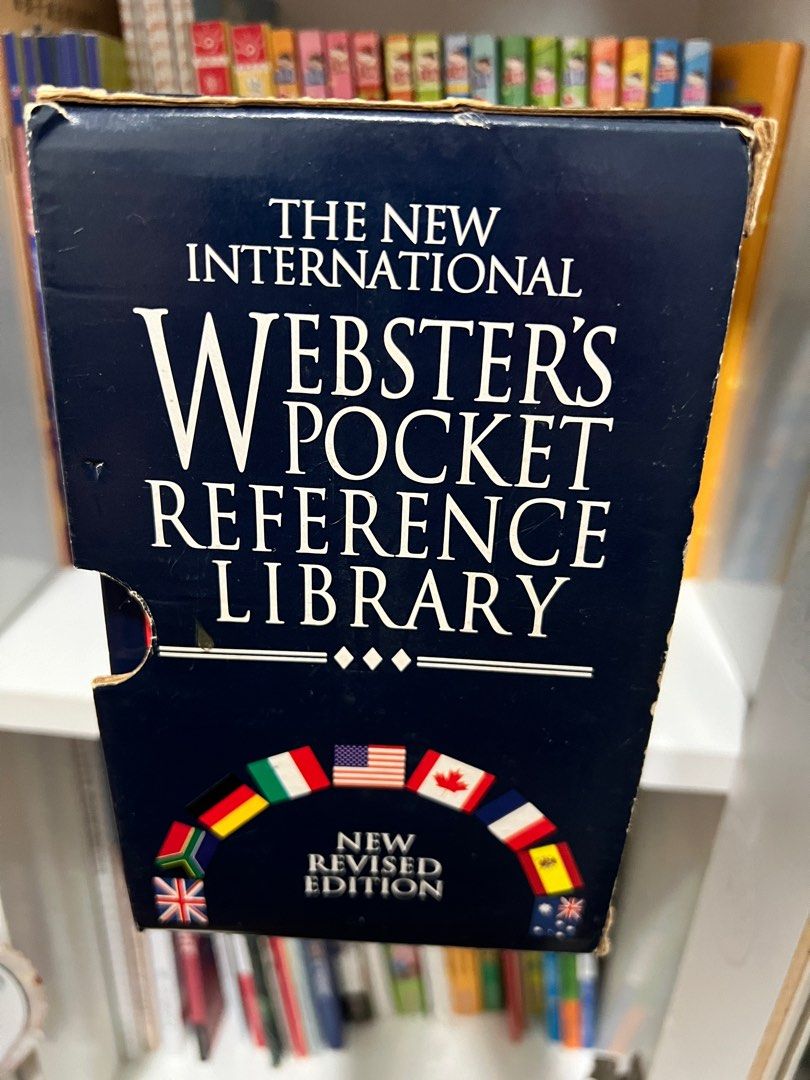 THE NEW
INTERNATIONAL
WEBSTER'S
POCKET
REFERENCE
LIBRARY
NEW
REVISED
EDITION